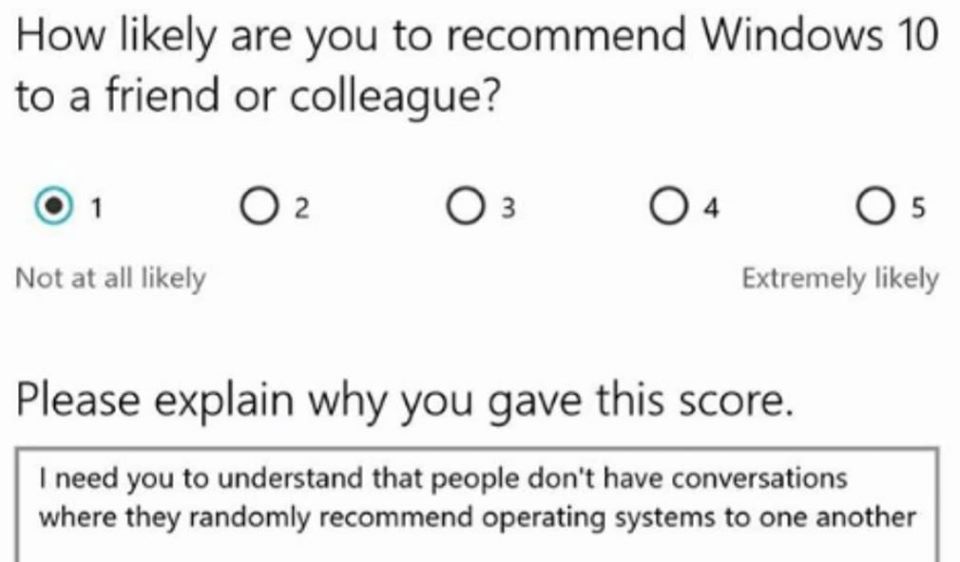 How likely are you to recommend Windows 10
to a friend or colleague?
1 2 3 4 5
Not at all likely Extremely likely
Please explain why you gave this score.
I need you to understand that people don't have conversations
where they randomly recommend operating systems to one another